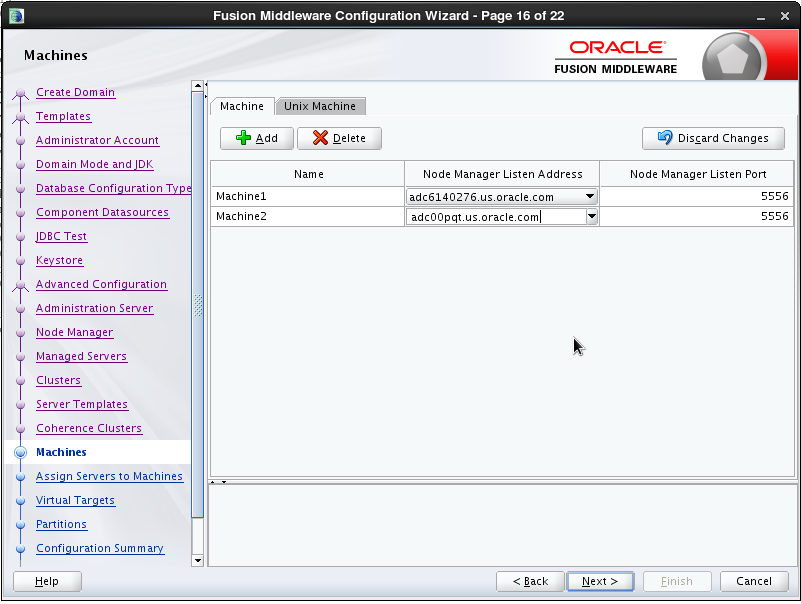 Fusion Middleware Configuration Wizard - Page 16 of 22
Machines
ORACLE
FUSION MIDDLEWARE
Create Domain
Templates
Administrator Account
Domain Mode and JDK
Database Configuration Type
Component Datasources
JDBC Test
Keystore
Advanced Configuration
Administration Server
Node Manager
Managed Servers
Clusters
Server Templates
Coherence Clusters
Machines
Assign Servers to Machines
Virtual Targets
Partitions
Configuration Summary
Machine Unix Machine
Add Delete Discard Changes
Name Node Manager Listen Address Node Manager Listen Port
Machine1 adc6140276.us.oracle.com 5556
Machine2 adc00pqt.us.oracle.com 5556
Help < Back Next > Finish Cancel